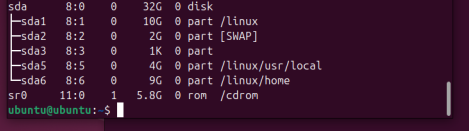 sda 8:0 0 32G 0 disk
├─sda1 8:1 0 10G 0 part /linux
├─sda2 8:2 0 2G 0 part [SWAP]
├─sda3 8:3 0 1K 0 part
├─sda5 8:5 0 4G 0 part /linux/usr/local
└─sda6 8:6 0 9G 0 part /linux/home
sr0 11:0 1 5.8G 0 rom /cdrom
ubuntu@ubuntu:~$